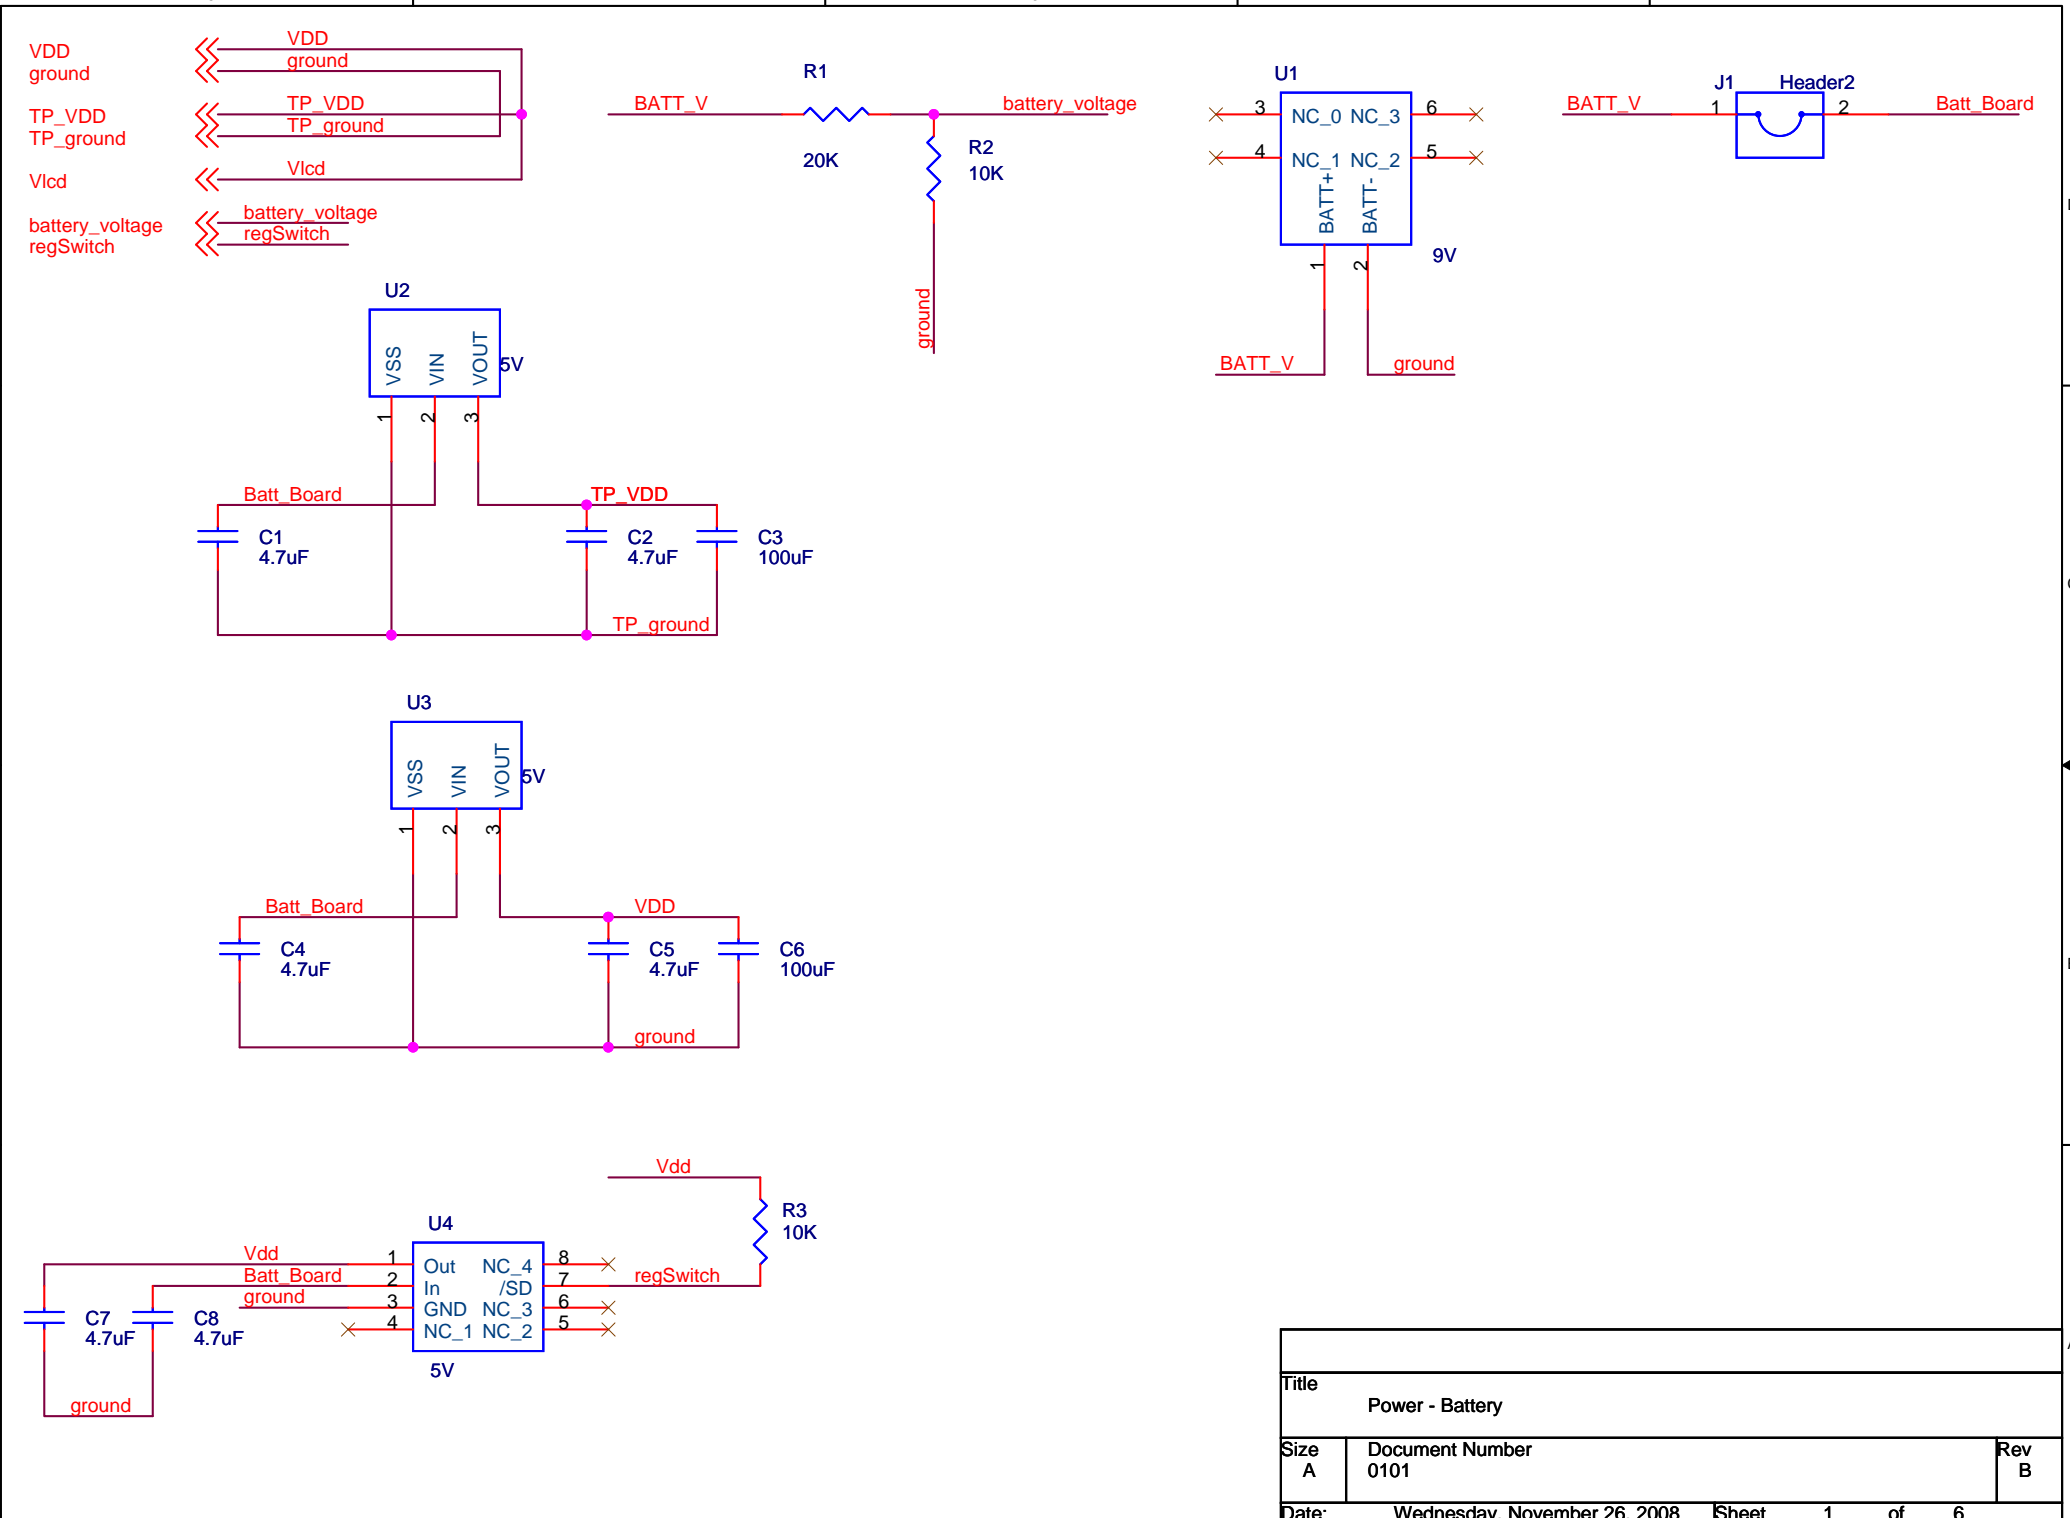 VDD
ground
TP_VDD
TP_ground
Vlcd
battery_voltage
regSwitch
VDD
ground
TP_VDD
TP_ground
Vlcd
battery_voltage
regSwitch
BATT_V
R1
20K
battery_voltage
R2
10K
ground
U1
3 NC_0 NC_3 6
4 NC_1 NC_2 5
BATT+ BATT-
1 2
9V
BATT_V
ground
BATT_V
J1 Header2
1 2
Batt_Board
U2
VSS VIN VOUT
5V
1 2 3
Batt_Board
TP_VDD
C1
4.7uF
C2
4.7uF
C3
100uF
TP_ground
U3
VSS VIN VOUT
5V
1 2 3
Batt_Board
VDD
C4
4.7uF
C5
4.7uF
C6
100uF
ground
Vdd
R3
10K
U4
Vdd 1 Out NC_4 8
Batt_Board 2 In /SD 7 regSwitch
ground 3 GND NC_3 6
4 NC_1 NC_2 5
5V
C7
4.7uF
C8
4.7uF
ground
Title
Power - Battery
Size Document Number Rev
A 0101 B
Date: Wednesday, November 26, 2008 Sheet 1 of 6